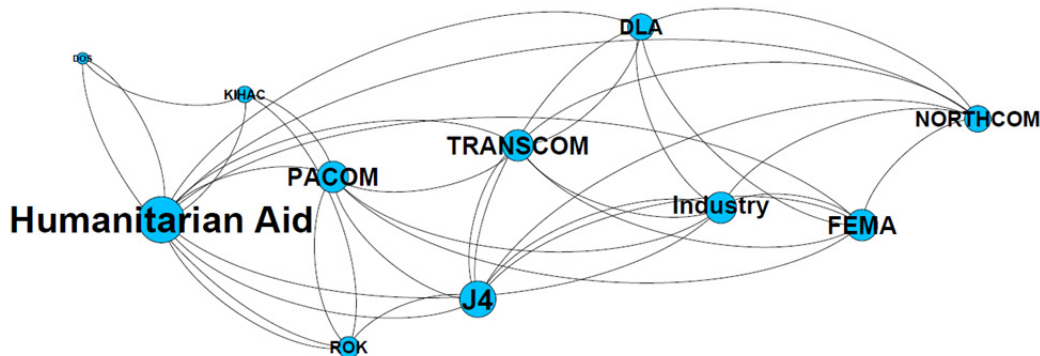 DLA
DOS
KIHAC
NORTHCOM
TRANSCOM
PACOM
Industry
Humanitarian Aid
FEMA
J4
ROK